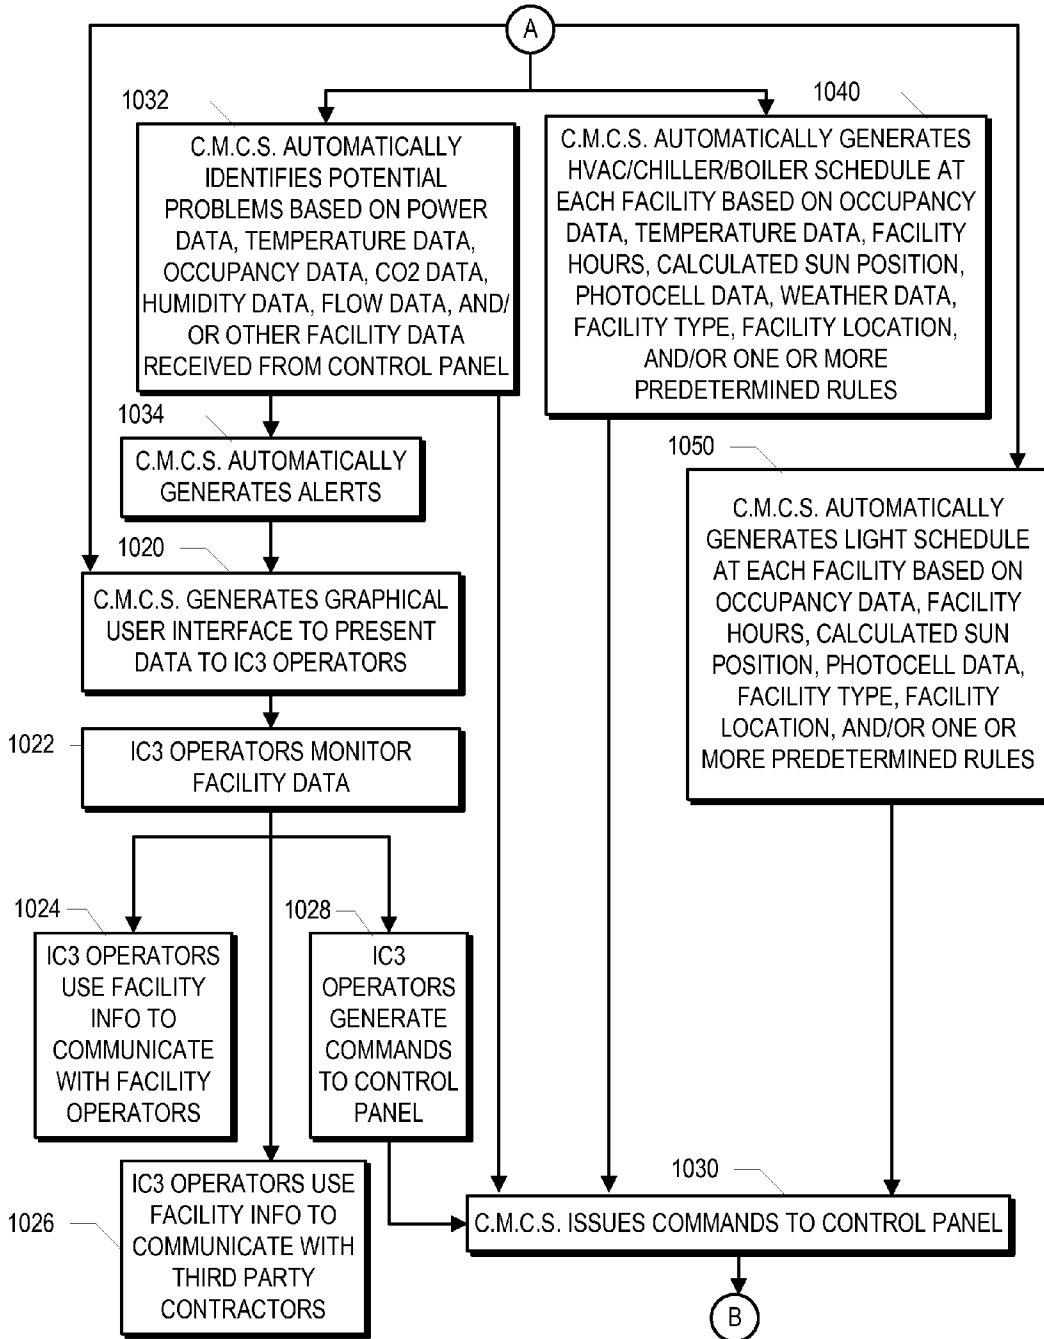 A
1032
C.M.C.S. AUTOMATICALLY
IDENTIFIES POTENTIAL
PROBLEMS BASED ON POWER
DATA, TEMPERATURE DATA,
OCCUPANCY DATA, CO2 DATA,
HUMIDITY DATA, FLOW DATA, AND/
OR OTHER FACILITY DATA
RECEIVED FROM CONTROL PANEL
1040
C.M.C.S. AUTOMATICALLY GENERATES
HVAC/CHILLER/BOILER SCHEDULE AT
EACH FACILITY BASED ON OCCUPANCY
DATA, TEMPERATURE DATA, FACILITY
HOURS, CALCULATED SUN POSITION,
PHOTOCELL DATA, WEATHER DATA,
FACILITY TYPE, FACILITY LOCATION,
AND/OR ONE OR MORE
PREDETERMINED RULES
1034
C.M.C.S. AUTOMATICALLY
GENERATES ALERTS
1050
C.M.C.S. AUTOMATICALLY
GENERATES LIGHT SCHEDULE
AT EACH FACILITY BASED ON
OCCUPANCY DATA, FACILITY
HOURS, CALCULATED SUN
POSITION, PHOTOCELL DATA,
FACILITY TYPE, FACILITY
LOCATION, AND/OR ONE OR
MORE PREDETERMINED RULES
1020
C.M.C.S. GENERATES GRAPHICAL
USER INTERFACE TO PRESENT
DATA TO IC3 OPERATORS
1022
IC3 OPERATORS MONITOR
FACILITY DATA
1024
IC3 OPERATORS
USE FACILITY
INFO TO
COMMUNICATE
WITH FACILITY
OPERATORS
1028
IC3
OPERATORS
GENERATE
COMMANDS
TO CONTROL
PANEL
1026
IC3 OPERATORS USE
FACILITY INFO TO
COMMUNICATE WITH
THIRD PARTY
CONTRACTORS
1030
C.M.C.S. ISSUES COMMANDS TO CONTROL PANEL
B